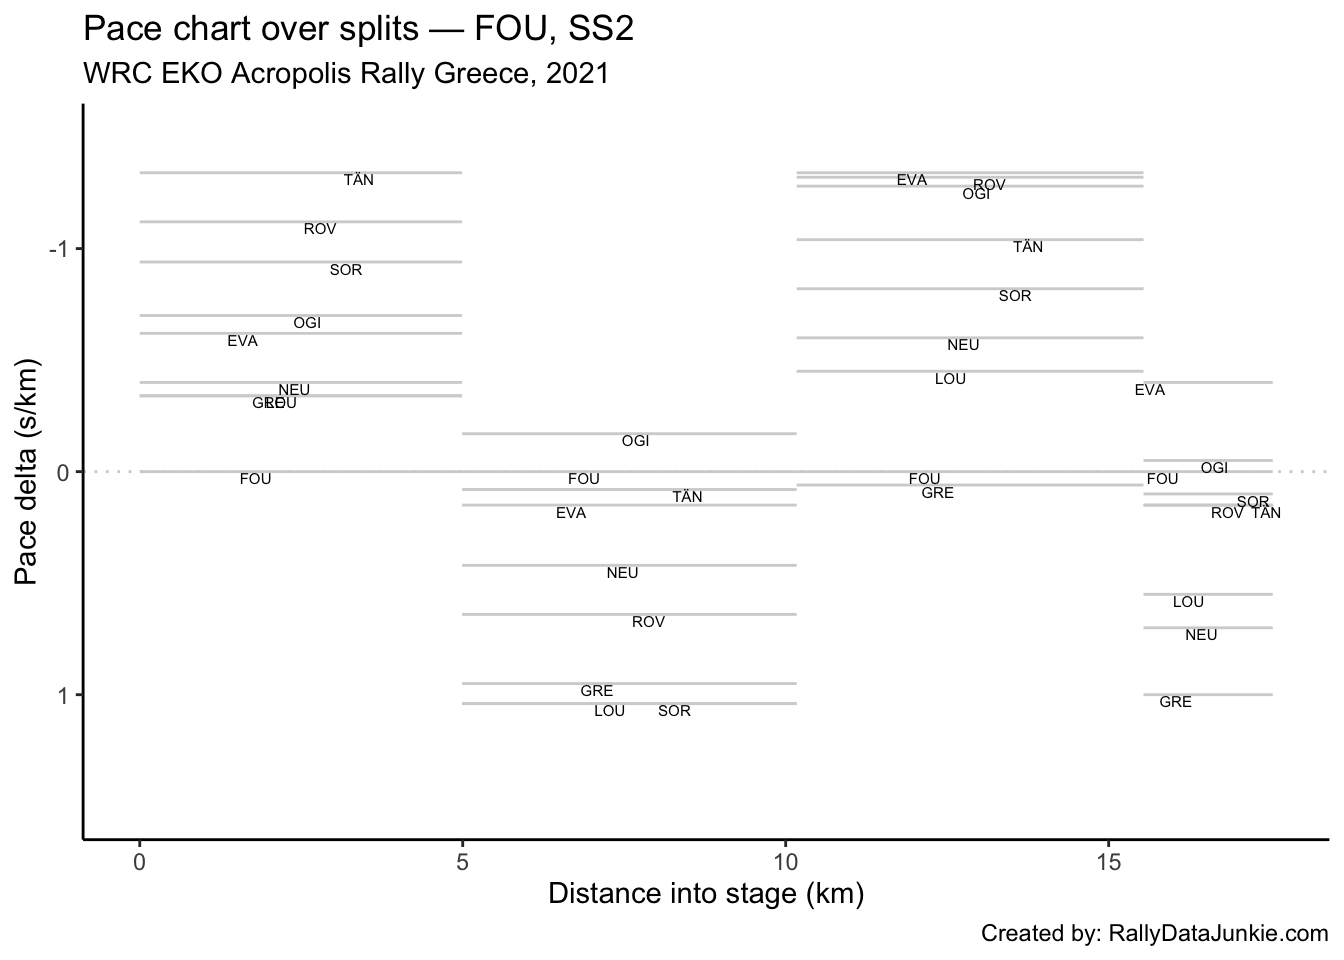 Pace chart over splits — FOU, SS2
WRC EKO Acropolis Rally Greece, 2021
TÄN
ROV
SOR
OGI
EVA
NEU
GRE LOU
FOU
OGI
FOU
TÄN
EVA
NEU
ROV
GRE
LOU SOR
EVA ROV
OGI
TÄN
SOR
NEU
LOU
FOU
GRE
EVA
OGI
FOU
SOR
ROV TÄN
LOU
NEU
GRE
-1
0
1
Pace delta (s/km)
0 5 10 15
Distance into stage (km)
Created by: RallyDataJunkie.com